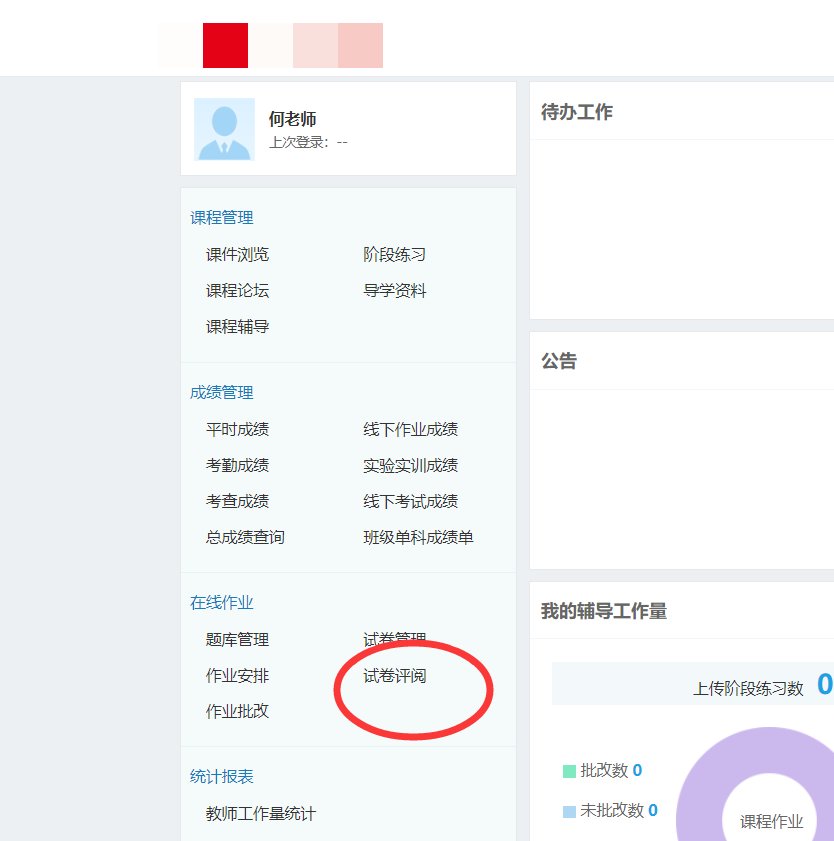 何老师
上次登录：--
课程管理
课件浏览 阶段练习
课程论坛 导学资料
课程辅导
成绩管理
平时成绩 线下作业成绩
考勤成绩 实验实训成绩
考查成绩 线下考试成绩
总成绩查询 班级单科成绩单
在线作业
题库管理 试卷管理
作业安排 试卷评阅
作业批改
统计报表
教师工作量统计
待办工作
公告
我的辅导工作量
上传阶段练习数 0
批改数 0
未批改数 0
课程作业